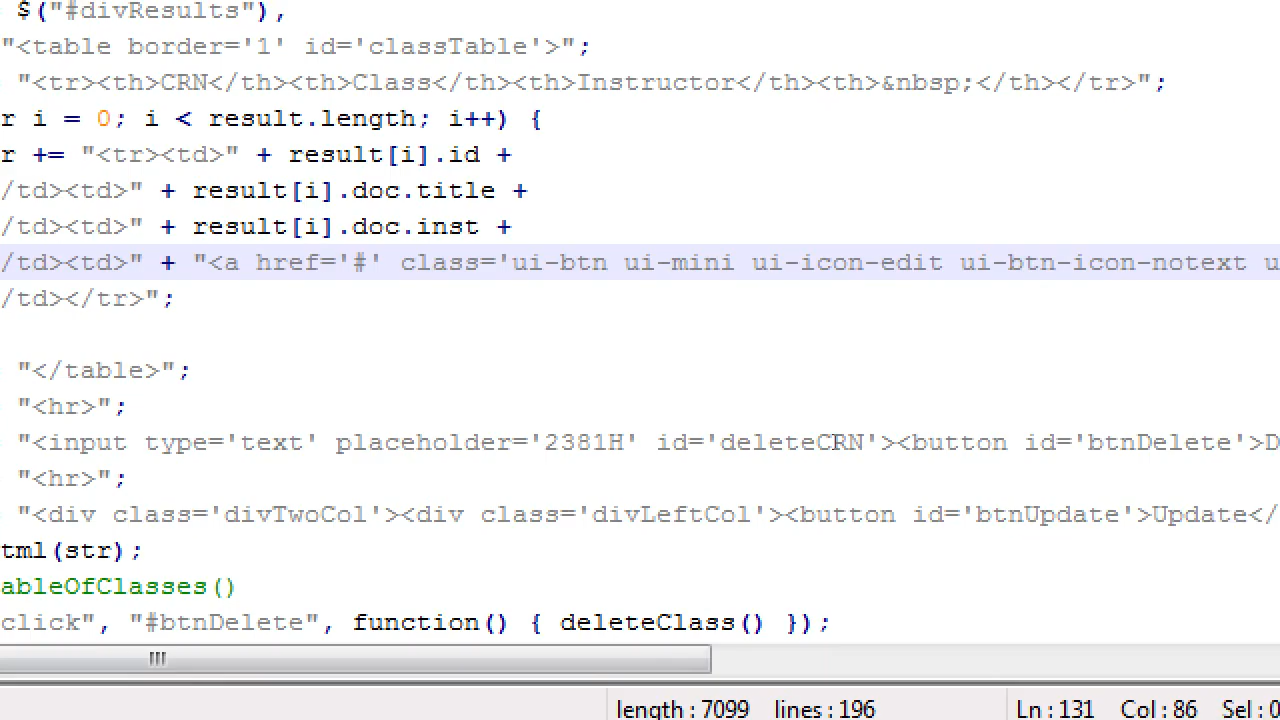 $("#divResults"),
"<table border='1' id='classTable'>";
"<tr><th>CRN</th><th>Class</th><th>Instructor</th><th>&nbsp;</th></tr>";
r i = 0; i < result.length; i++) {
r += "<tr><td>" + result[i].id +
/td><td>" + result[i].doc.title +
/td><td>" + result[i].doc.inst +
/td><td>" + "<a href='#' class='ui-btn ui-mini ui-icon-edit ui-btn-icon-notext u
/td></tr>";
"</table>";
"<hr>";
"<input type='text' placeholder='2381H' id='deleteCRN'><button id='btnDelete'>D
"<hr>";
"<div class='divTwoCol'><div class='divLeftCol'><button id='btnUpdate'>Update</
tml(str);
ableOfClasses()
click", "#btnDelete", function() { deleteClass() });
length : 7099 lines : 196 Ln : 131 Col : 86 Sel : 0